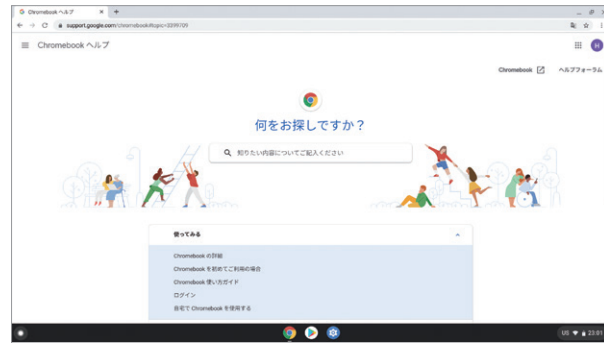 Chromebook ヘルプ
support.google.com/chromebook#topic=3399709
Chromebook ヘルプ
H
Chromebook
ヘルプフォーラム
何をお探しですか？
知りたい内容についてご記入ください
使ってみる
Chromebook の詳細
Chromebook を初めてご利用の場合
Chromebook 使い方ガイド
ログイン
自宅で Chromebook を使用する
US 23:01